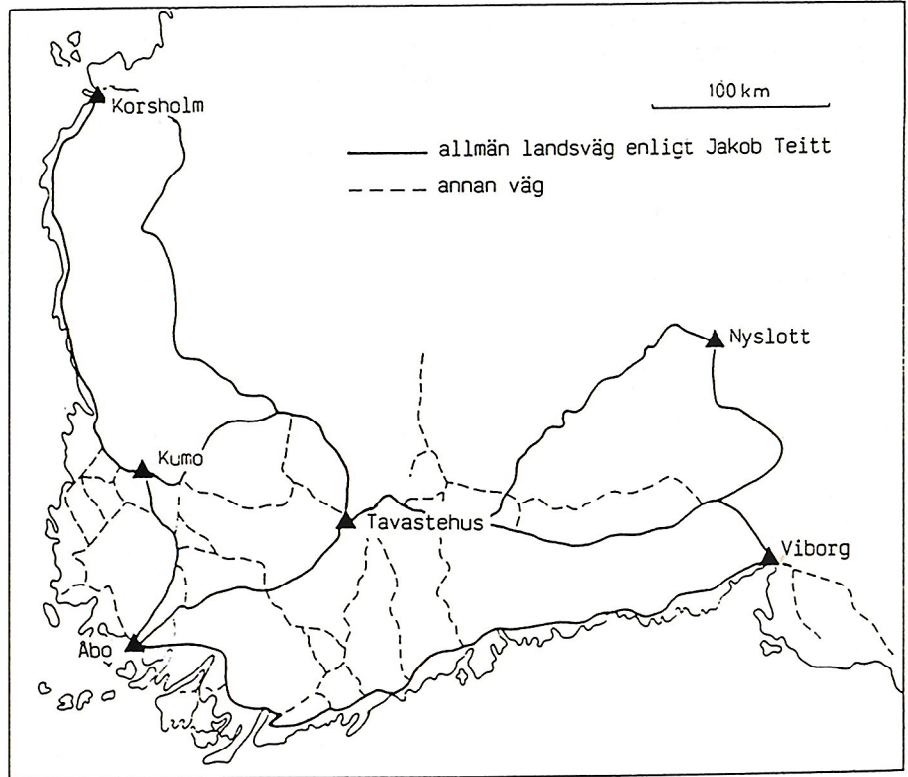 Korsholm
100 km
allmän landsväg enligt Jakob Teitt
annan väg
Nyslott
Kumo
Tavastehus
Viborg
Åbo